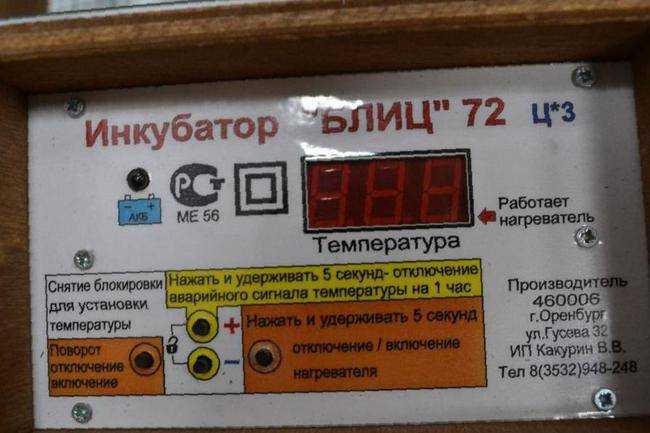 Инкубатор "БЛИЦ" 72 Ц*3
- +
АКБ
РСТ
МЕ 56
Работает
нагреватель
Температура
Снятие блокировки
для установки
температуры
Нажать и удерживать 5 секунд- отключение
аварийного сигнала температуры на 1 час
+
−
Поворот
отключение
включение
Нажать и удерживать 5 секунд
отключение / включение
нагревателя
Производитель
460006
г.Оренбург
ул.Гусева 32
ИП Какурин В.В.
Тел 8(3532)948-248